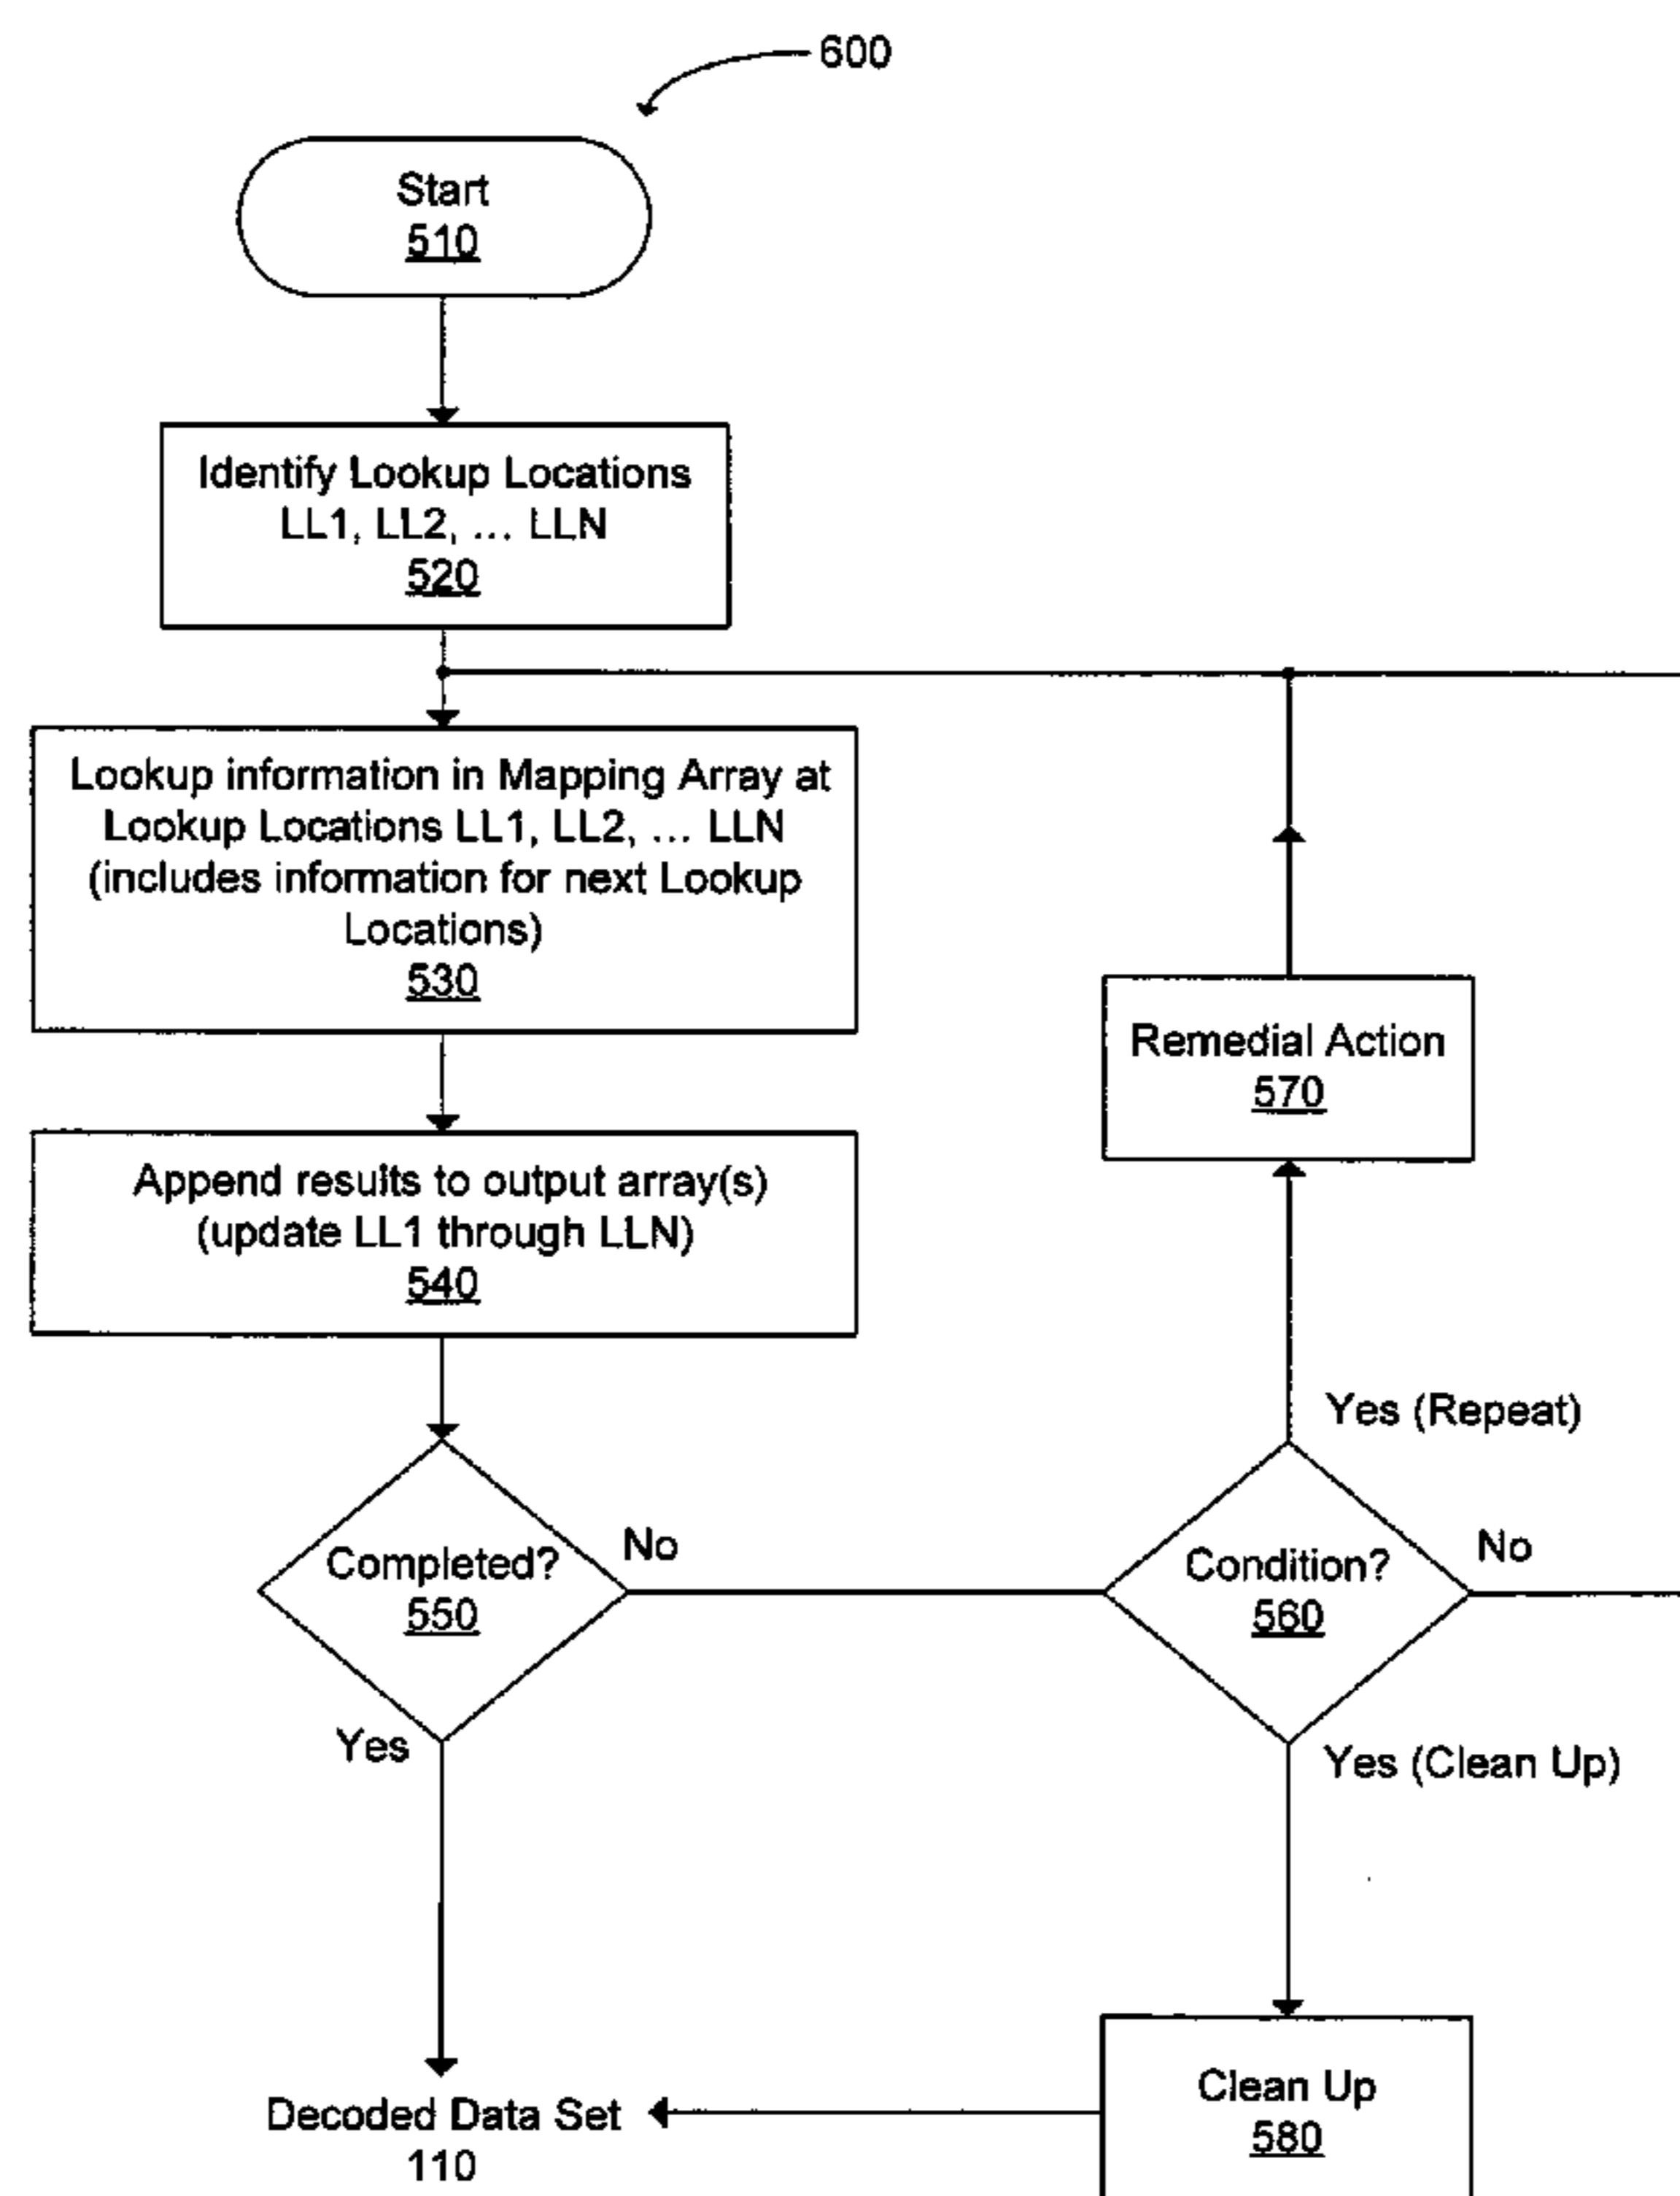 600
Start
510
Identify Lookup Locations
LL1, LL2, ... LLN
520
Lookup information in Mapping Array at
Lookup Locations LL1, LL2, ... LLN
(includes information for next Lookup
Locations)
530
Remedial Action
570
Append results to output array(s)
(update LL1 through LLN)
540
Yes (Repeat)
Completed?
550
No
Condition?
560
No
Yes
Yes (Clean Up)
Clean Up
580
Decoded Data Set
110